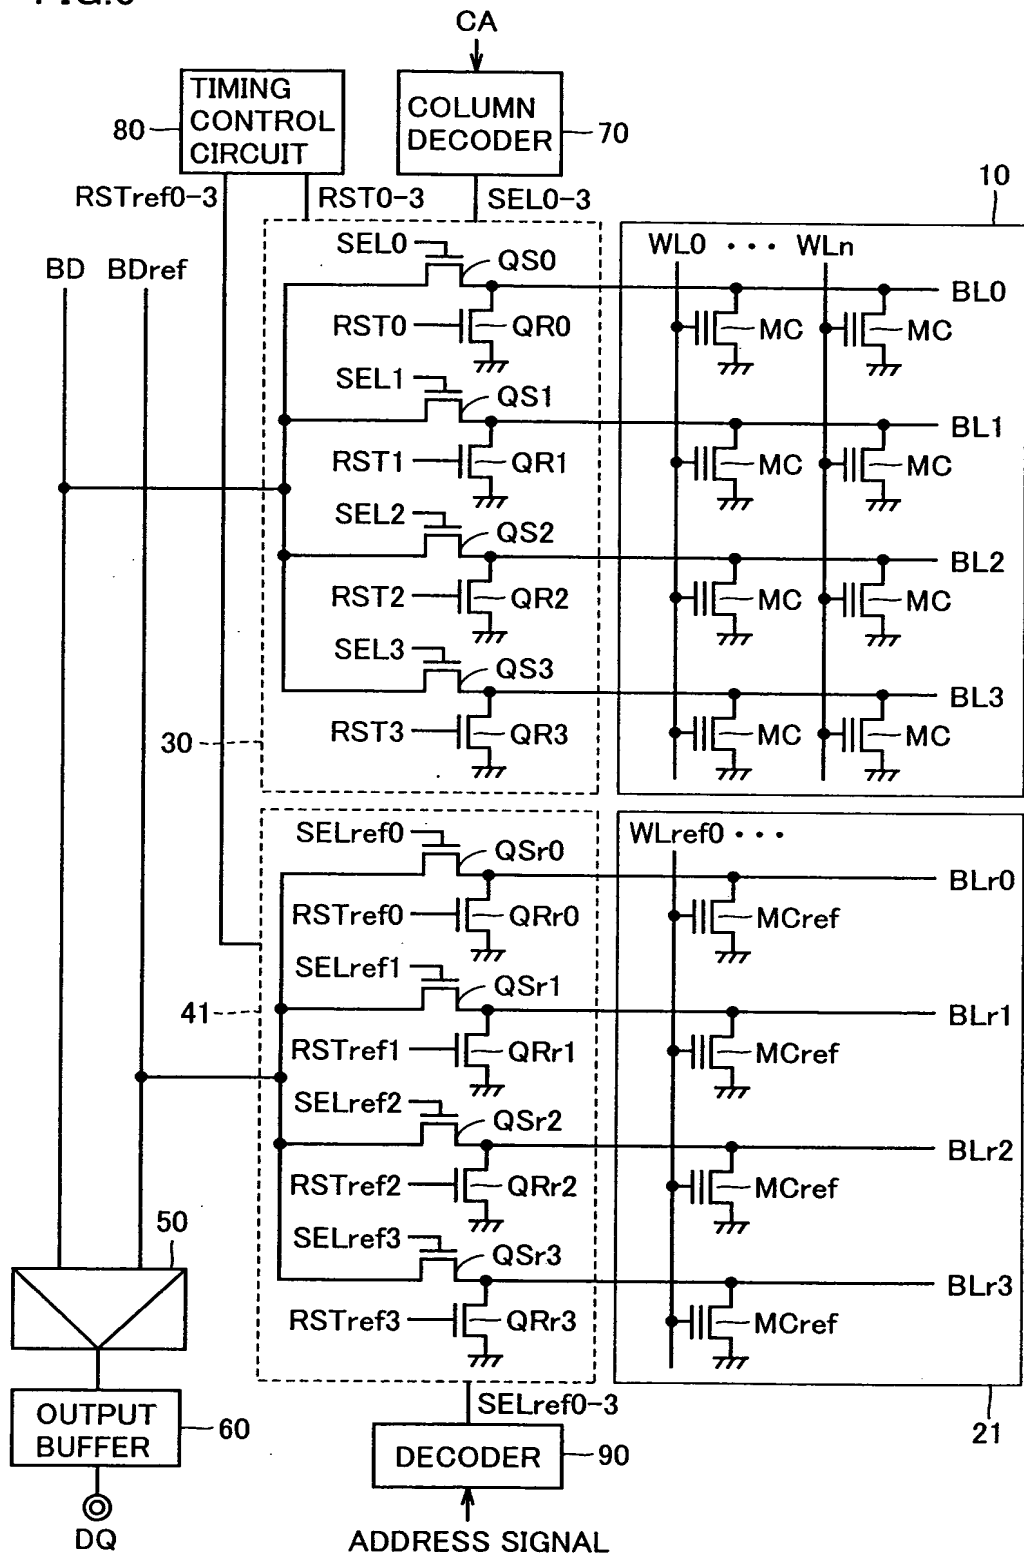 CA
TIMING
CONTROL
CIRCUIT
80
COLUMN
DECODER
70
RSTref0-3
RST0-3
SEL0-3
10
BD
BDref
SEL0
QS0
WL0 ··· WLn
BL0
RST0
QR0
MC
MC
SEL1
QS1
BL1
RST1
QR1
MC
MC
SEL2
QS2
BL2
RST2
QR2
MC
MC
SEL3
QS3
BL3
30
RST3
QR3
MC
MC
SELref0
QSr0
WLref0 ···
BLr0
RSTref0
QRr0
MCref
SELref1
QSr1
41
BLr1
RSTref1
QRr1
MCref
SELref2
QSr2
BLr2
RSTref2
QRr2
MCref
50
SELref3
QSr3
BLr3
RSTref3
QRr3
MCref
SELref0-3
OUTPUT
BUFFER
60
21
DECODER
90
DQ
ADDRESS SIGNAL